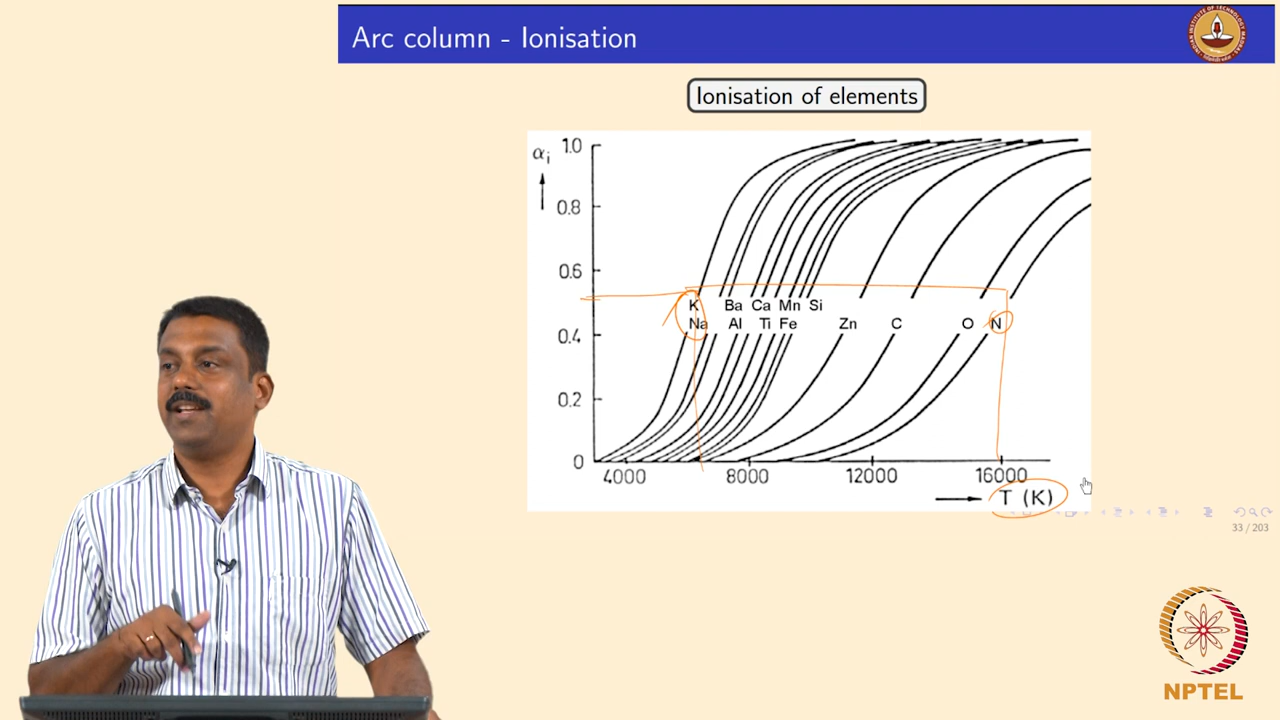 Arc column - Ionisation
Ionisation of elements
αi
1.0
0.8
0.6
0.4
0.2
0
K Ba Ca Mn Si
Na Al Ti Fe Zn C O N
4000 8000 12000 16000
T (K)
33 / 203
NPTEL